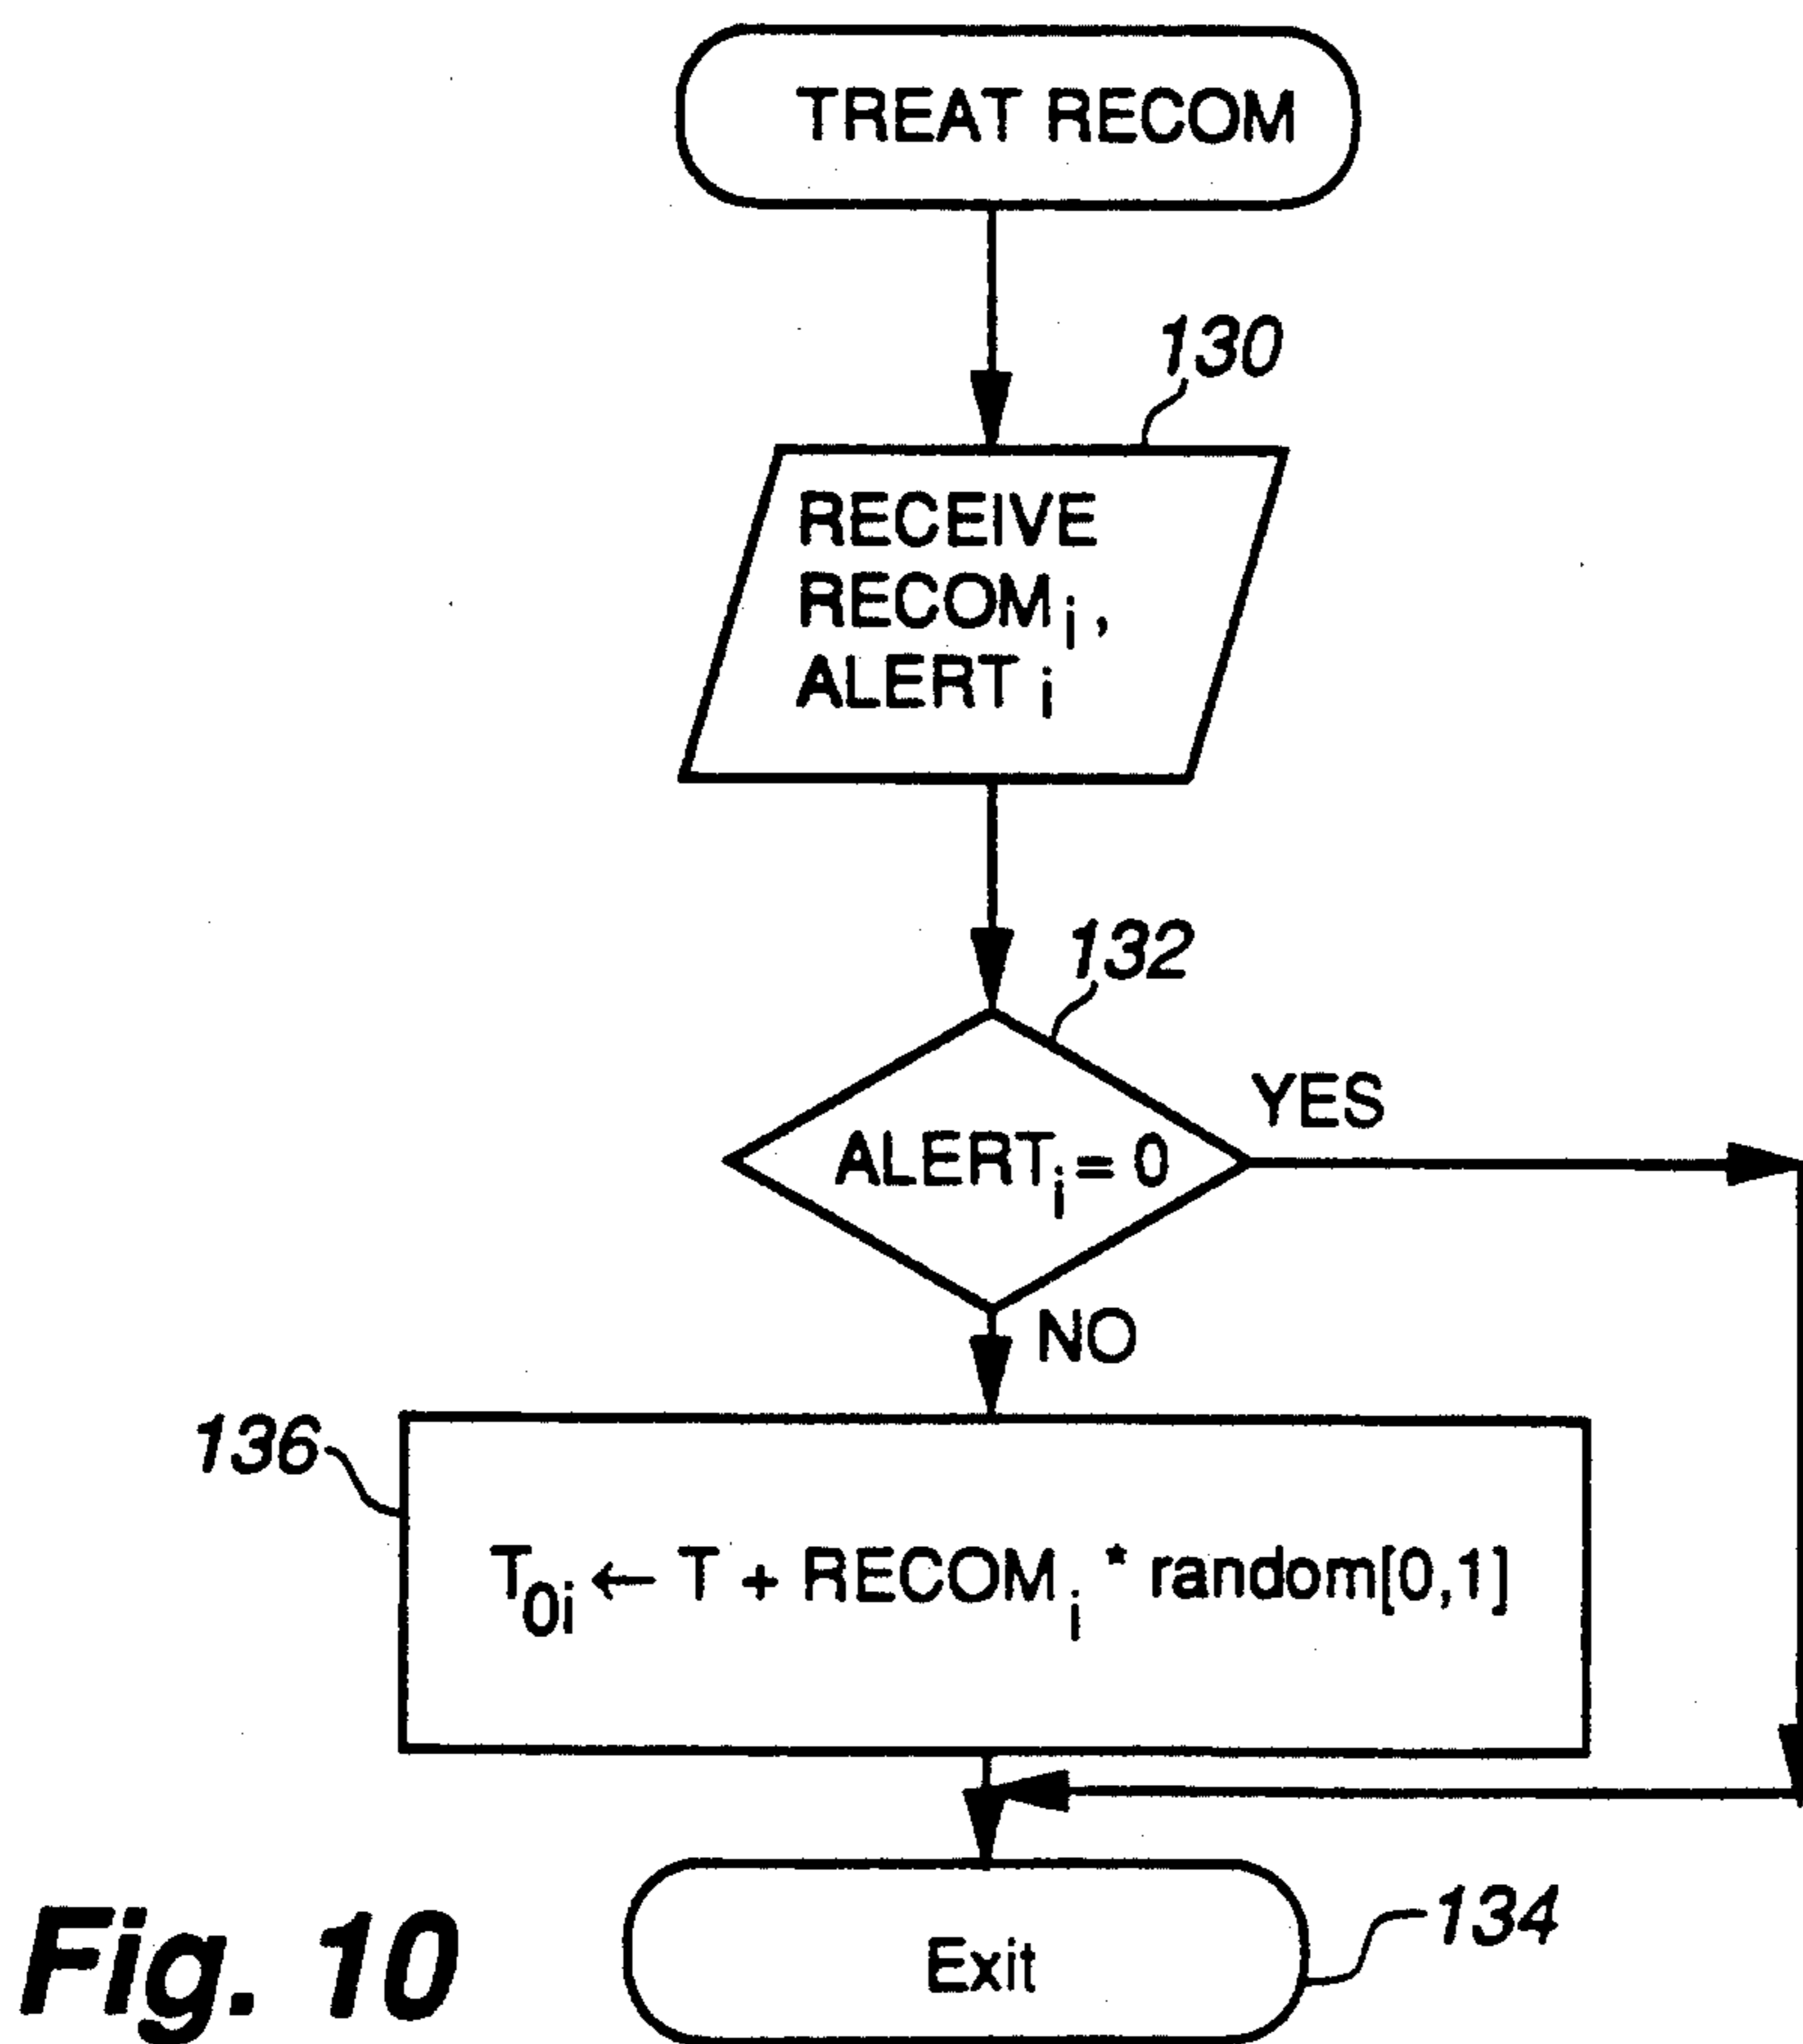 TREAT RECOM
130
RECEIVE
RECOMi,
ALERT i
132
YES
ALERTi = 0
NO
136
T0i ← T + RECOMi * random[0,1]
Exit
134
Fig. 10